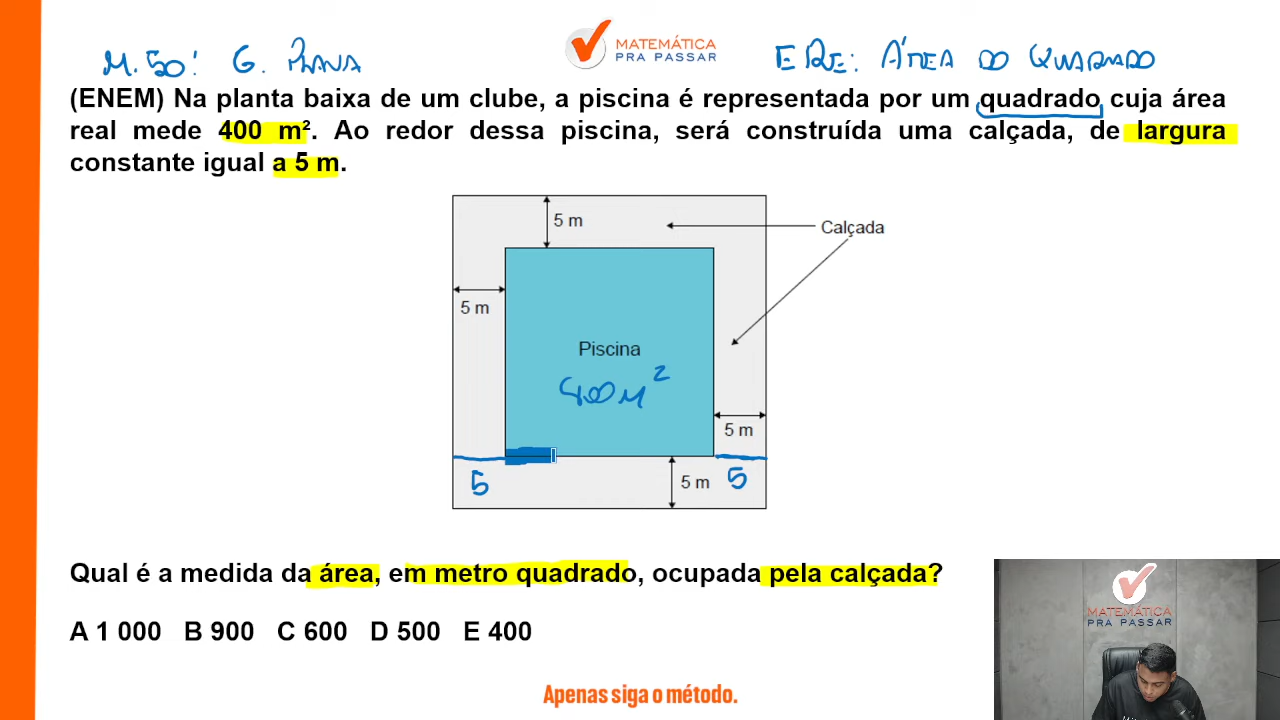 M.50! G. PLANA
MATEMÁTICA
PRA PASSAR
E RE: ÁREA DO QUADRADO
(ENEM) Na planta baixa de um clube, a piscina é representada por um quadrado cuja área
real mede 400 m². Ao redor dessa piscina, será construída uma calçada, de largura
constante igual a 5 m.
5 m
Calçada
5 m
Piscina
400 M²
5 m
5
5 m
5
Qual é a medida da área, em metro quadrado, ocupada pela calçada?
A 1 000 B 900 C 600 D 500 E 400
MATEMÁTICA
PRA PASSAR
Apenas siga o método.